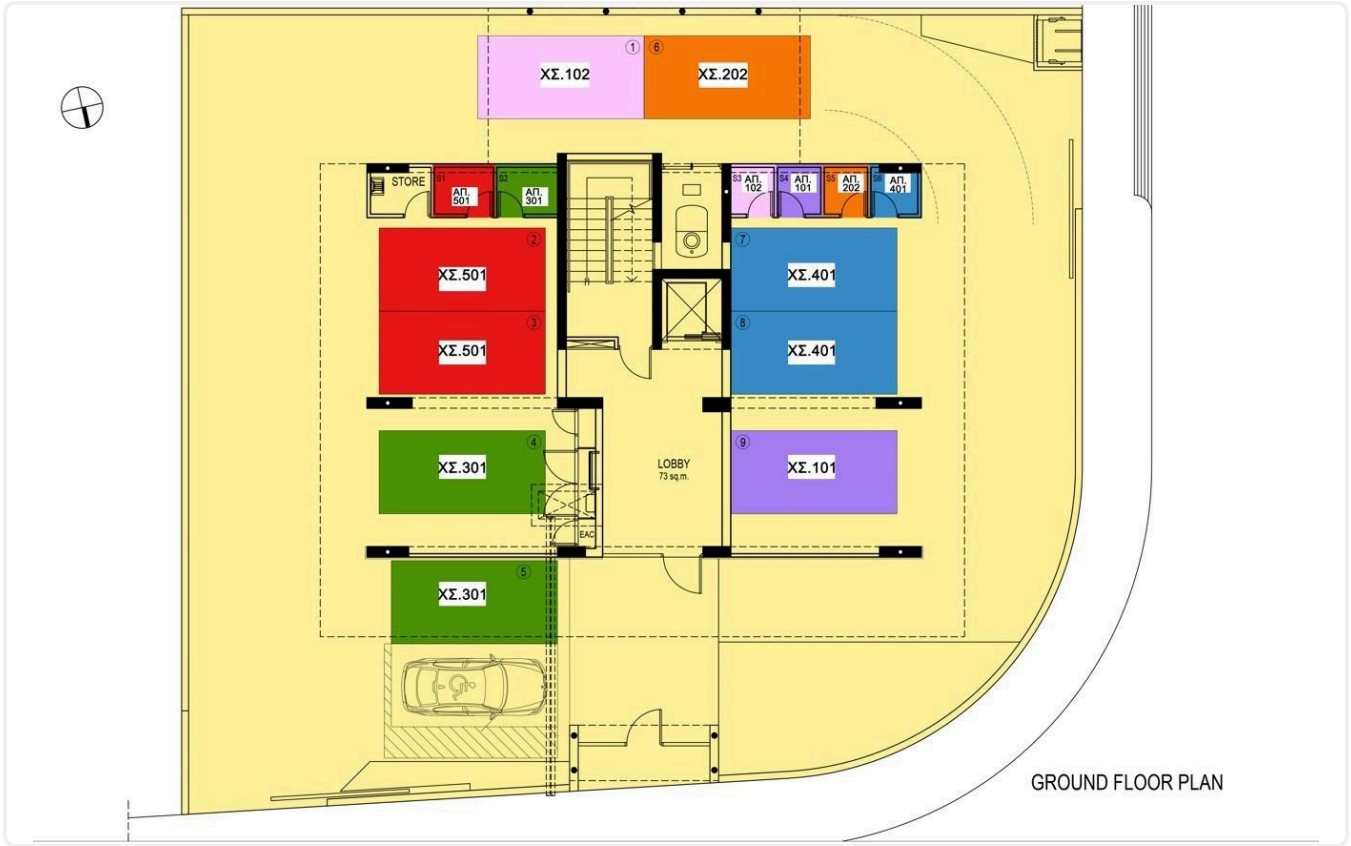 ① ⑥
ΧΣ.102 ΧΣ.202
STORE S1 ΑΠ. 501 S2 ΑΠ. 301
S3 ΑΠ. 102 S4 ΑΠ. 101 S5 ΑΠ. 202 S6 ΑΠ. 401
② ⑦
ΧΣ.501 ΧΣ.401
③ ⑧
ΧΣ.501 ΧΣ.401
④ ⑨
ΧΣ.301 ΧΣ.101
LOBBY
73 sq.m.
EAC
⑤
ΧΣ.301
GROUND FLOOR PLAN